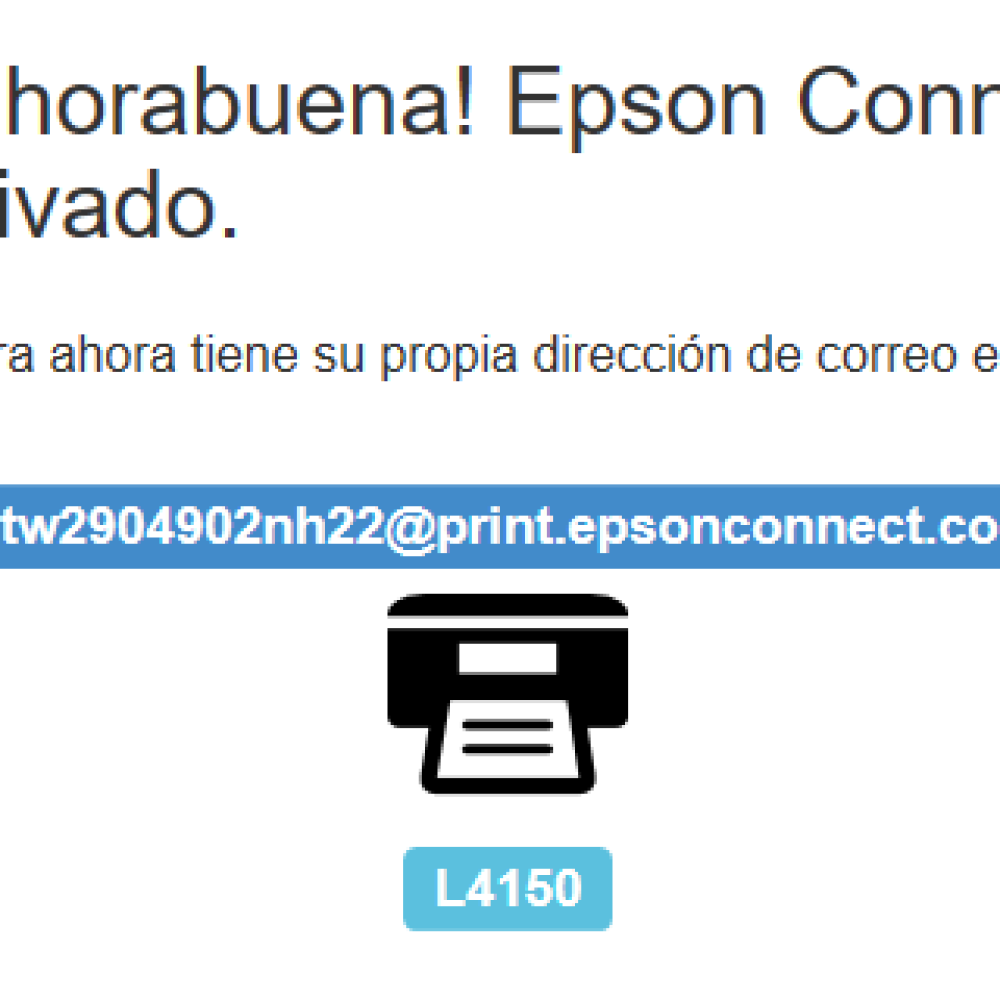 horabuena! Epson Conn
ivado.
ra ahora tiene su propia dirección de correo e
tw2904902nh22@print.epsonconnect.co
L4150